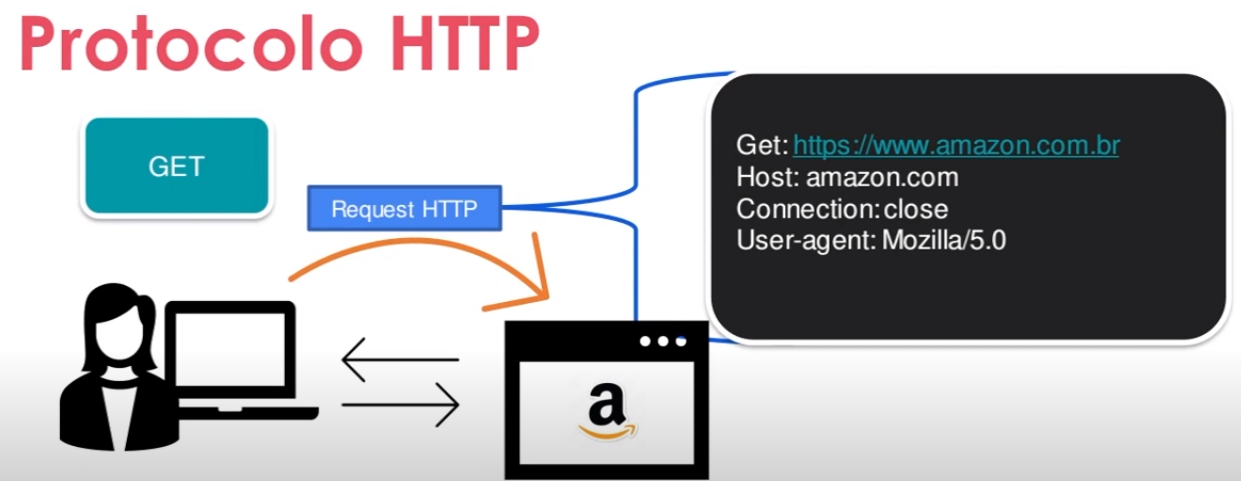 Protocolo HTTP
GET
Request HTTP
Get: https://www.amazon.com.br
Host: amazon.com
Connection: close
User-agent: Mozilla/5.0
a